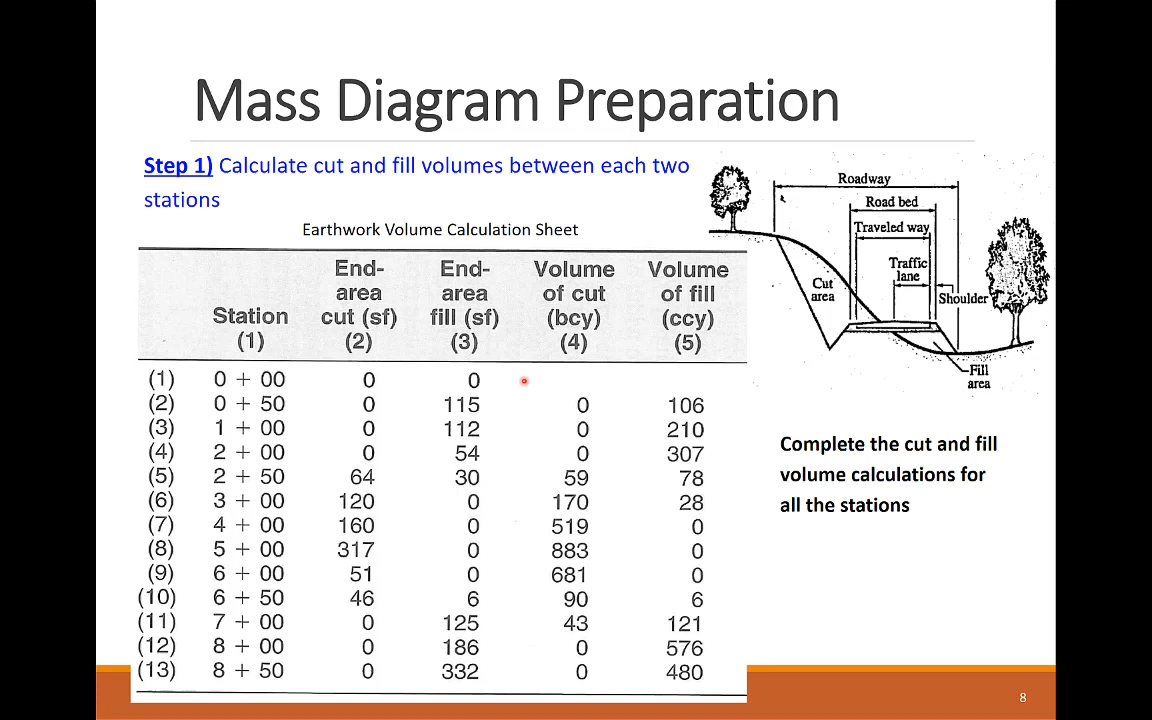 Mass Diagram Preparation
Step 1) Calculate cut and fill volumes between each two
stations
Earthwork Volume Calculation Sheet
End- End- Volume Volume
area area of cut of fill
Station cut (sf) fill (sf) (bcy) (ccy)
(1) (2) (3) (4) (5)
(1) 0 + 00 0 0
(2) 0 + 50 0 115 0 106
(3) 1 + 00 0 112 0 210
(4) 2 + 00 0 54 0 307
(5) 2 + 50 64 30 59 78
(6) 3 + 00 120 0 170 28
(7) 4 + 00 160 0 519 0
(8) 5 + 00 317 0 883 0
(9) 6 + 00 51 0 681 0
(10) 6 + 50 46 6 90 6
(11) 7 + 00 0 125 43 121
(12) 8 + 00 0 186 0 576
(13) 8 + 50 0 332 0 480
Roadway
Road bed
Traveled way
Traffic
lane
Cut
area
Shoulder
Fill
area
Complete the cut and fill
volume calculations for
all the stations
8